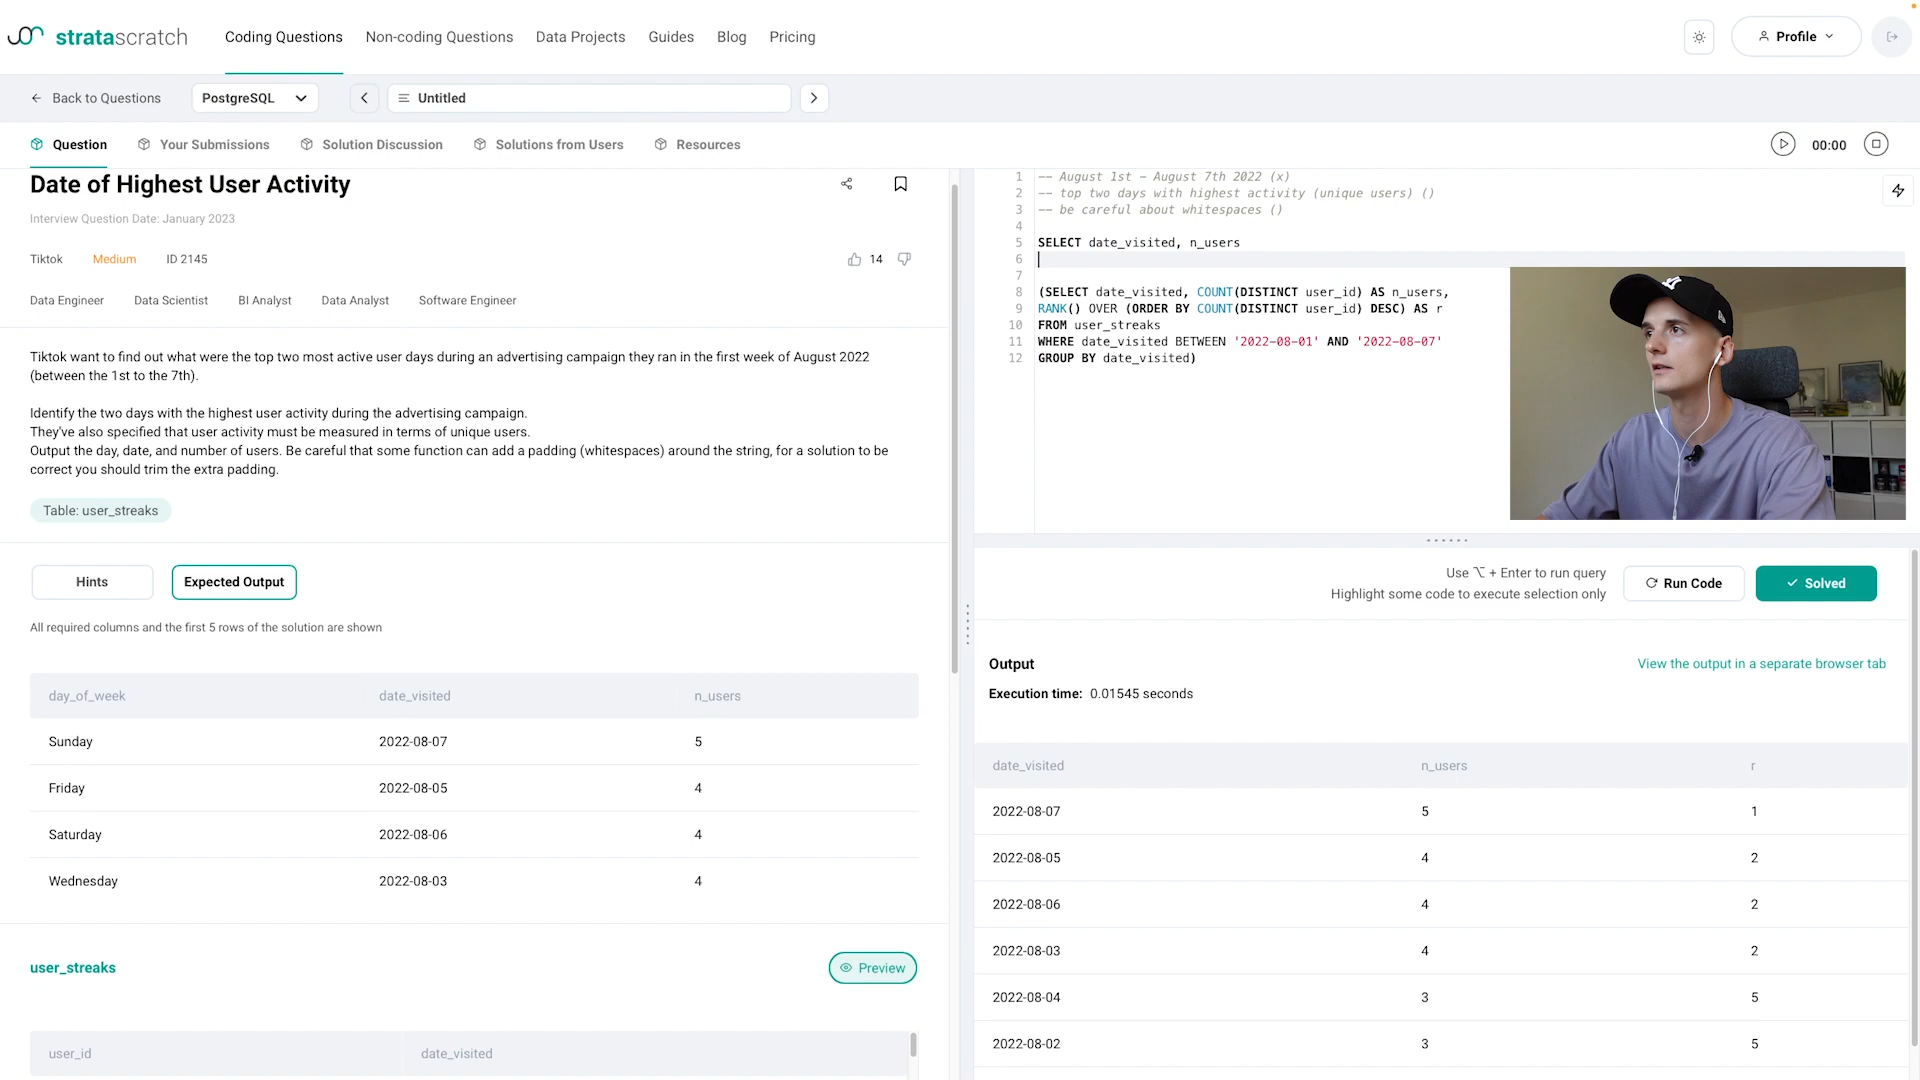 stratascratch
Coding Questions
Non-coding Questions
Data Projects
Guides
Blog
Pricing
Profile
Back to Questions
PostgreSQL
Untitled
Question
Your Submissions
Solution Discussion
Solutions from Users
Resources
00:00
Date of Highest User Activity
Interview Question Date: January 2023
Tiktok Medium ID 2145
14
Data Engineer Data Scientist BI Analyst Data Analyst Software Engineer
Tiktok want to find out what were the top two most active user days during an advertising campaign they ran in the first week of August 2022
(between the 1st to the 7th).
Identify the two days with the highest user activity during the advertising campaign.
They've also specified that user activity must be measured in terms of unique users.
Output the day, date, and number of users. Be careful that some function can add a padding (whitespaces) around the string, for a solution to be
correct you should trim the extra padding.
Table: user_streaks
Hints
Expected Output
All required columns and the first 5 rows of the solution are shown
day_of_week date_visited n_users
Sunday 2022-08-07 5
Friday 2022-08-05 4
Saturday 2022-08-06 4
Wednesday 2022-08-03 4
user_streaks
Preview
user_id date_visited
1 -- August 1st - August 7th 2022 (x)
2 -- top two days with highest activity (unique users) ()
3 -- be careful about whitespaces ()
4
5 SELECT date_visited, n_users
6
7
8 (SELECT date_visited, COUNT(DISTINCT user_id) AS n_users,
9 RANK() OVER (ORDER BY COUNT(DISTINCT user_id) DESC) AS r
10 FROM user_streaks
11 WHERE date_visited BETWEEN '2022-08-01' AND '2022-08-07'
12 GROUP BY date_visited)
Use ⌥ + Enter to run query
Highlight some code to execute selection only
Run Code
Solved
Output
View the output in a separate browser tab
Execution time: 0.01545 seconds
date_visited n_users r
2022-08-07 5 1
2022-08-05 4 2
2022-08-06 4 2
2022-08-03 4 2
2022-08-04 3 5
2022-08-02 3 5